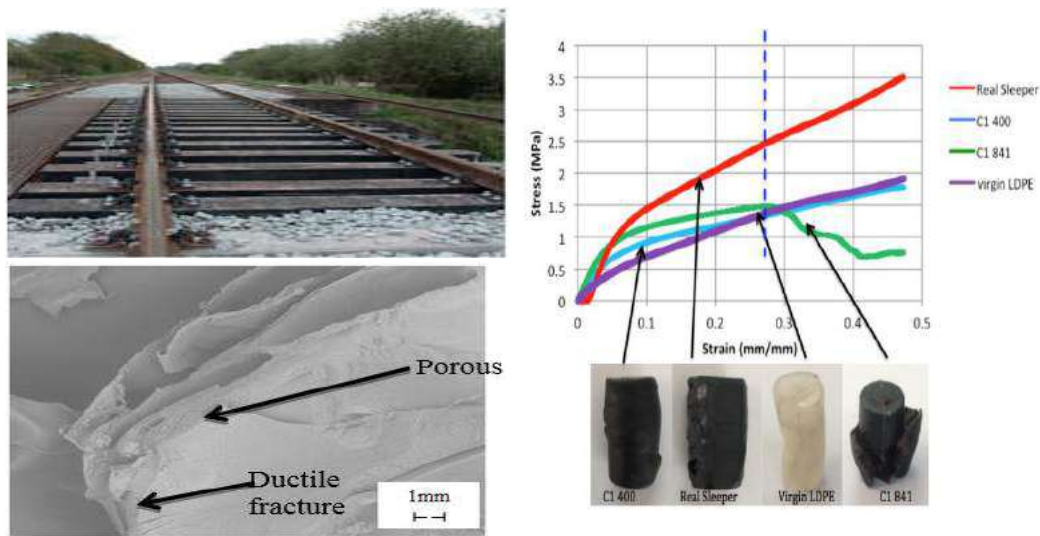 4
3.5
3
2.5
2
1.5
1
0.5
0
Stress (MPa)
0 0.1 0.2 0.3 0.4 0.5
Strain (mm/mm)
Real Sleeper
C1 400
C1 841
virgin LDPE
Porous
Ductile
fracture
1mm
C1 400
Real Sleeper
Virgin LDPE
C1 841